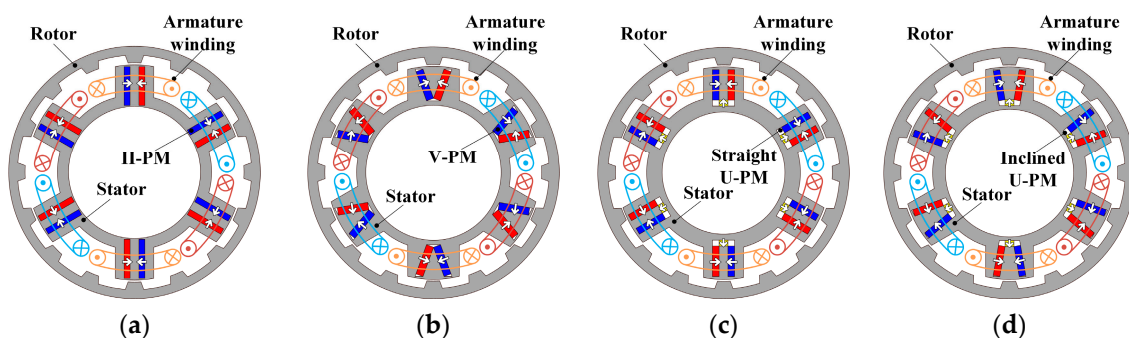 Rotor
Armature
winding
II-PM
Stator
(a)
Rotor
Armature
winding
V-PM
Stator
(b)
Rotor
Armature
winding
Straight
U-PM
Stator
(c)
Rotor
Armature
winding
Inclined
U-PM
Stator
(d)